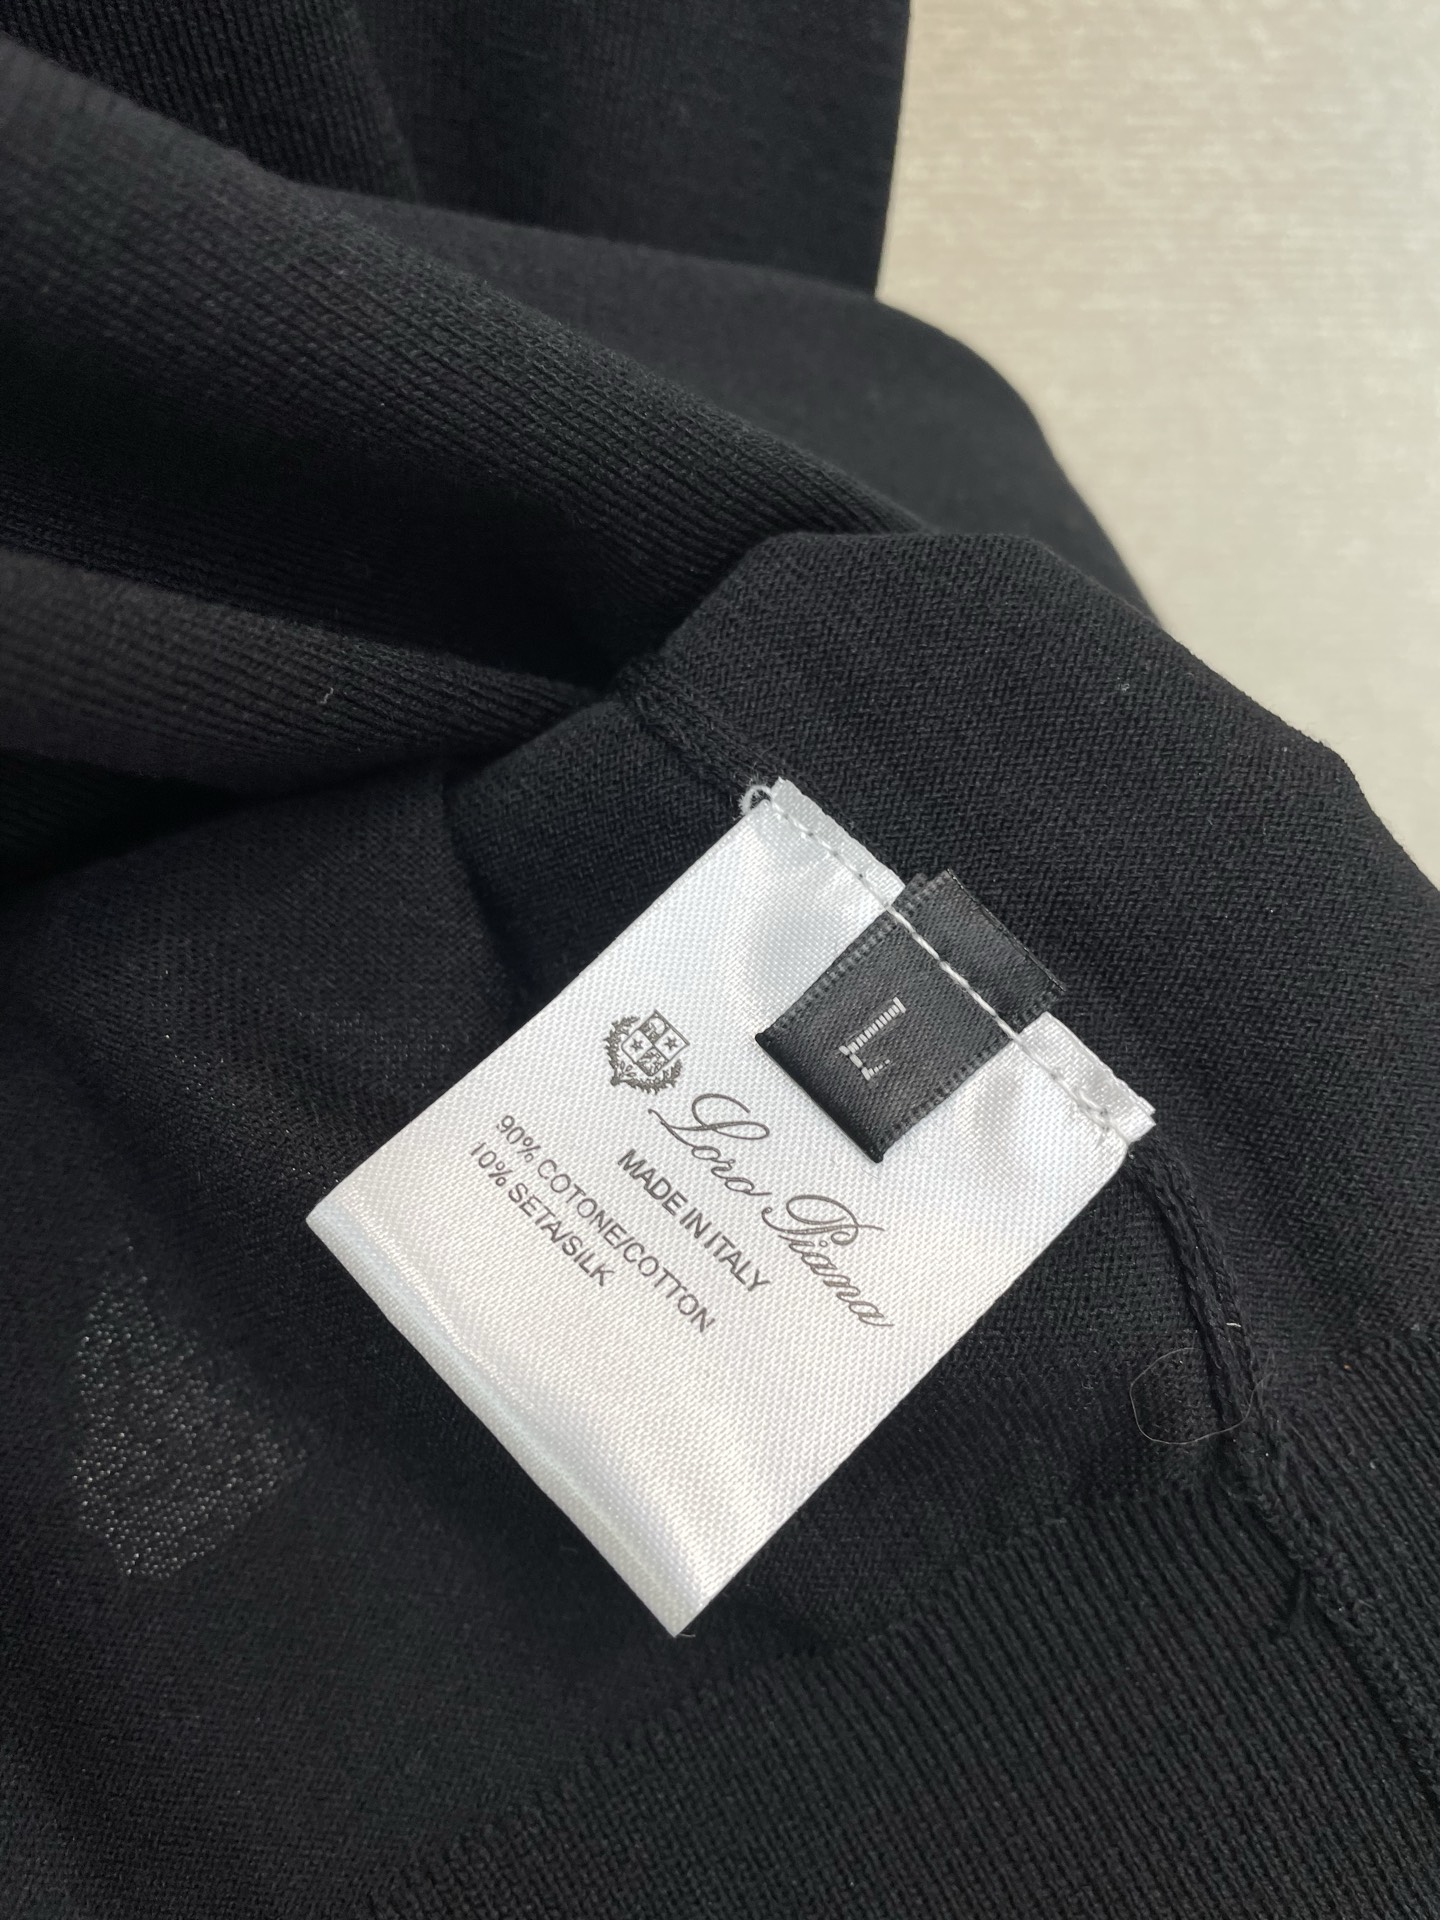 L
Loro Piana
MADE IN ITALY
90% COTONE/COTTON
10% SETA/SILK